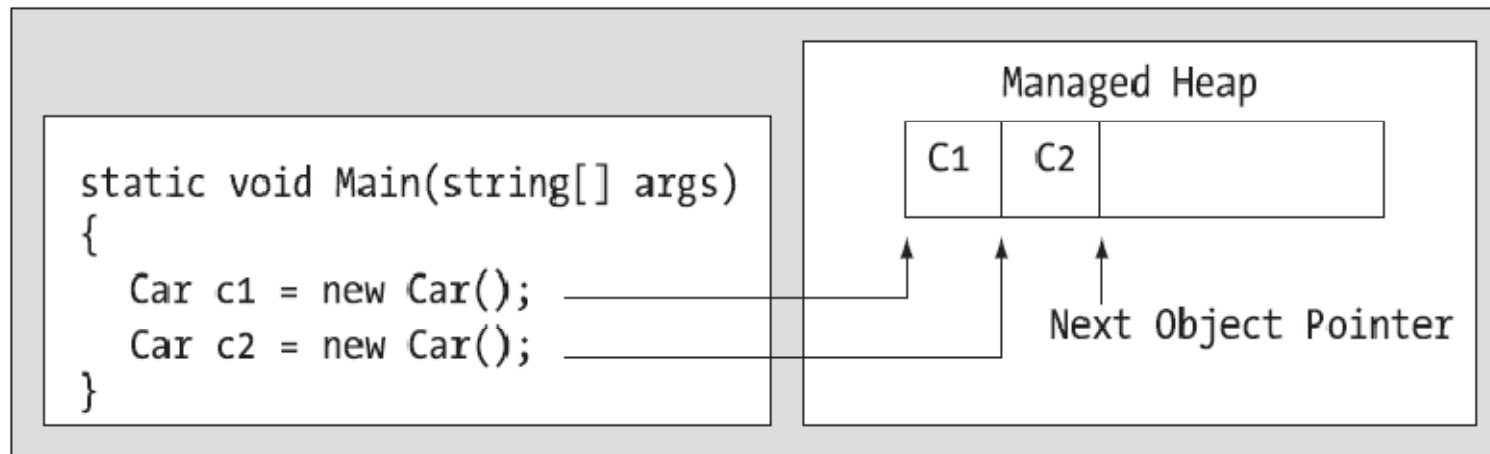 static void Main(string[] args)
{
Car c1 = new Car();
Car c2 = new Car();
}
Managed Heap
C1 C2
Next Object Pointer